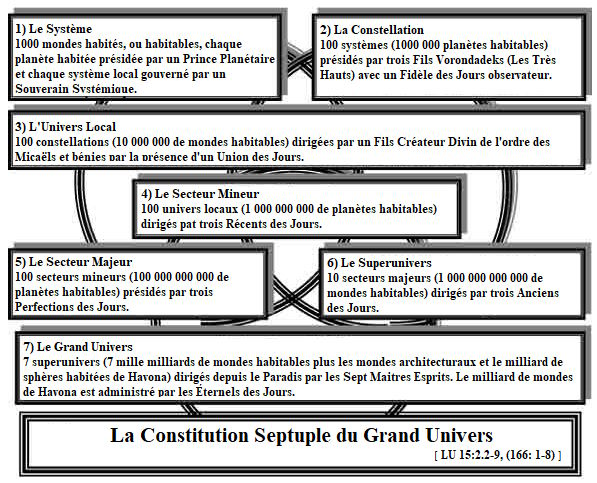 1) Le Système
1000 mondes habités, ou habitables, chaque
planète habitée présidée par un Prince Planétaire
et chaque système local gouverné par un
Souverain Systémique.
2) La Constellation
100 systèmes (1000 000 planètes habitables)
présidés par trois Fils Vorondadeks (Les Très
Hauts) avec un Fidèle des Jours observateur.
3) L'Univers Local
100 constellations (10 000 000 de mondes habitables) dirigées par un Fils Créateur Divin de l'ordre des
Micaëls et bénies par la présence d'un Union des Jours.
4) Le Secteur Mineur
100 univers locaux (1 000 000 000 de planètes habitables)
dirigés pat trois Récents des Jours.
5) Le Secteur Majeur
100 secteurs mineurs (100 000 000 000 de
planètes habitables) présidés par trois
Perfections des Jours.
6) Le Superunivers
10 secteurs majeurs (1 000 000 000 000 de
mondes habitables) dirigés par trois Anciens
des Jours.
7) Le Grand Univers
7 superunivers (7 mille milliards de mondes habitables plus les mondes architecturaux et le milliard de
sphères habitées de Havona) dirigés depuis le Paradis par les Sept Maitres Esprits. Le milliard de mondes
de Havona est administré par les Éternels des Jours.
La Constitution Septuple du Grand Univers
[ LU 15:2.2-9, (166: 1-8) ]